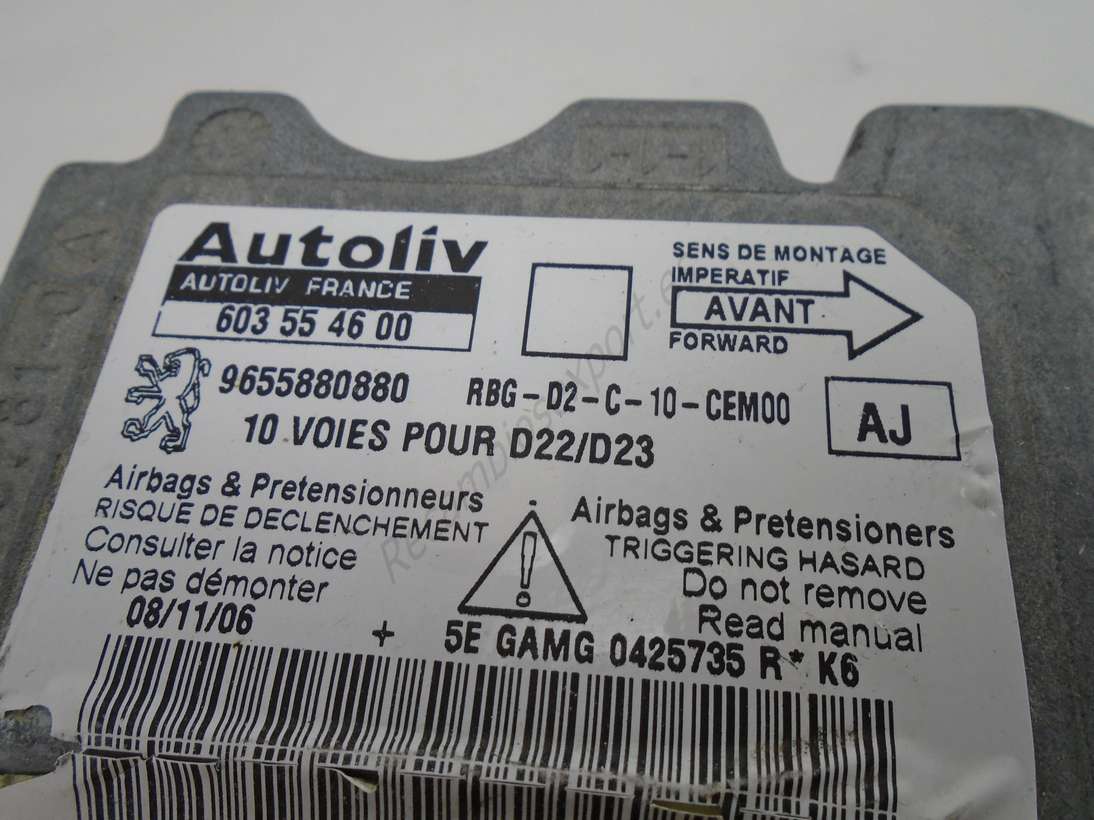 Autoliv
AUTOLIV FRANCE
603 55 46 00
SENS DE MONTAGE
IMPERATIF
AVANT
FORWARD
9655880880 RBG-D2-C-10-CEM00
AJ
10 VOIES POUR D22/D23
Airbags & Pretensionneurs
RISQUE DE DECLENCHEMENT
Consulter la notice
Ne pas démonter
Airbags & Pretensioners
TRIGGERING HASARD
Do not remove
Read manual
08/11/06 + 5E GAMG 0425735 R* K6